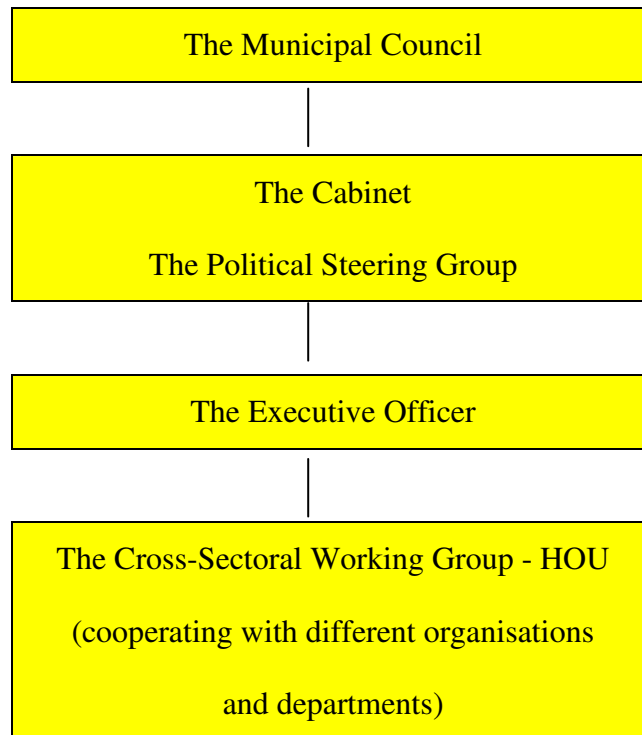 The Municipal Council
The Cabinet
The Political Steering Group
The Executive Officer
The Cross-Sectoral Working Group - HOU
(cooperating with different organisations
and departments)